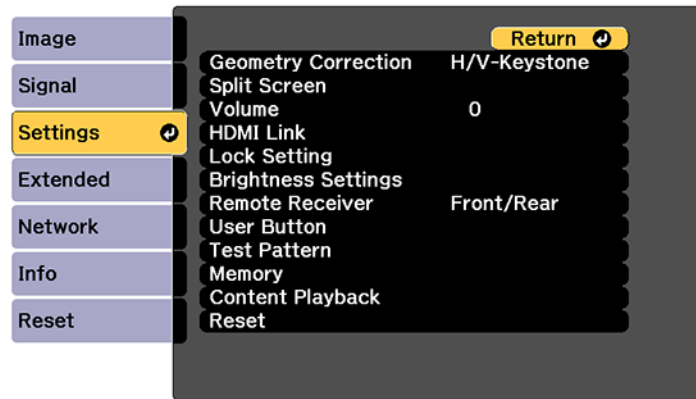 Image
Signal
Settings
Extended
Network
Info
Reset
Return
Geometry Correction H/V-Keystone
Split Screen
Volume 0
HDMI Link
Lock Setting
Brightness Settings
Remote Receiver Front/Rear
User Button
Test Pattern
Memory
Content Playback
Reset